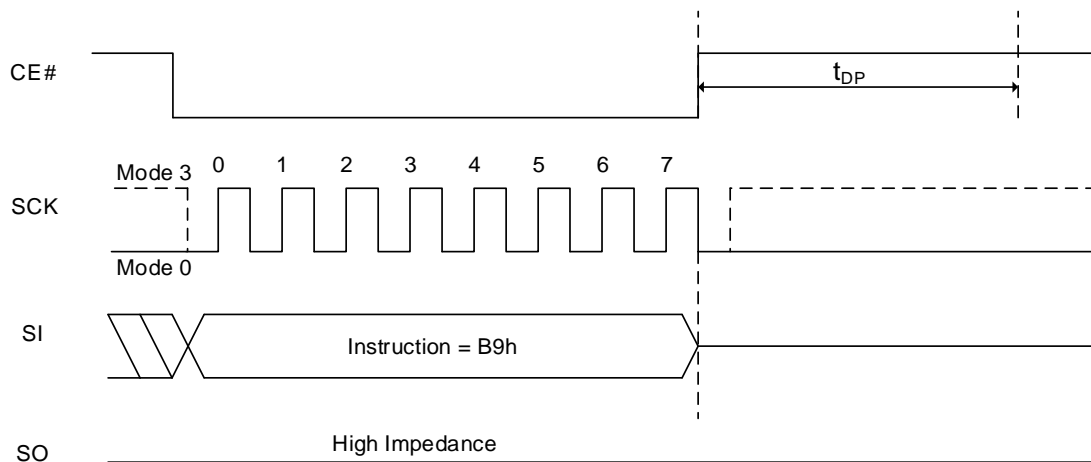 CE#
tDP
Mode 3
0 1 2 3 4 5 6 7
SCK
Mode 0
SI
Instruction = B9h
High Impedance
SO